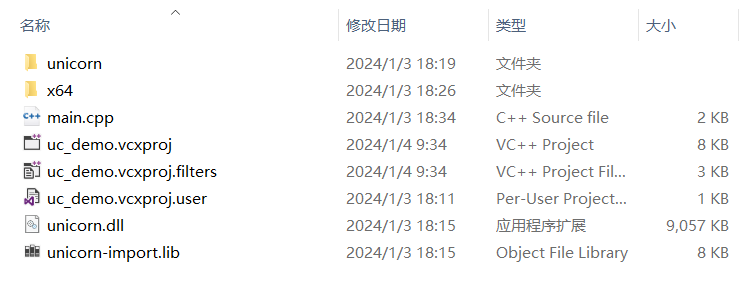 名称 修改日期 类型 大小
unicorn 2024/1/3 18:19 文件夹
x64 2024/1/3 18:26 文件夹
main.cpp 2024/1/3 18:34 C++ Source file 2 KB
uc_demo.vcxproj 2024/1/4 9:34 VC++ Project 8 KB
uc_demo.vcxproj.filters 2024/1/4 9:34 VC++ Project Fil... 3 KB
uc_demo.vcxproj.user 2024/1/3 18:11 Per-User Project... 1 KB
unicorn.dll 2024/1/3 18:15 应用程序扩展 9,057 KB
unicorn-import.lib 2024/1/3 18:15 Object File Library 8 KB